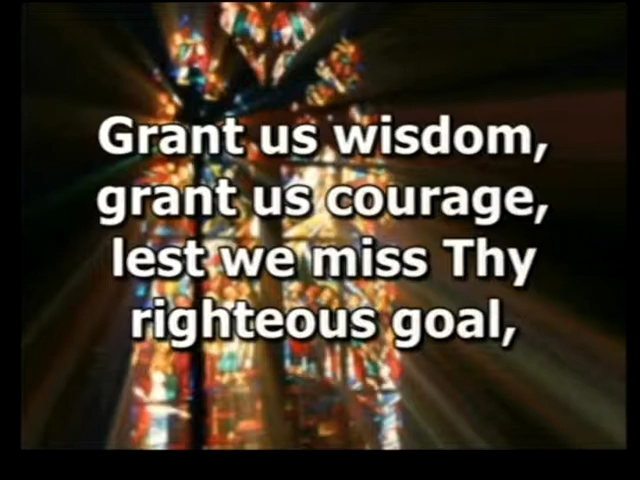 Grant us wisdom,
grant us courage,
lest we miss Thy
righteous goal,